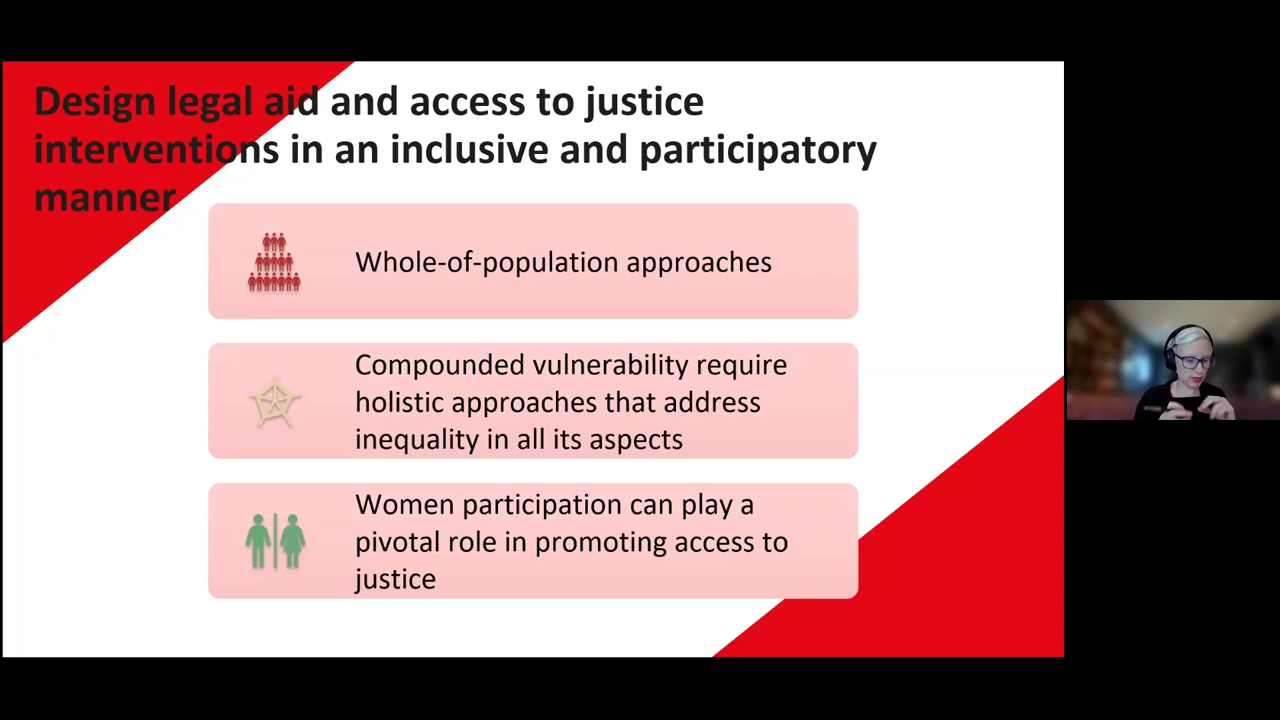 Design legal aid and access to justice
interventions in an inclusive and participatory
manner
Whole-of-population approaches
Compounded vulnerability require
holistic approaches that address
inequality in all its aspects
Women participation can play a
pivotal role in promoting access to
justice